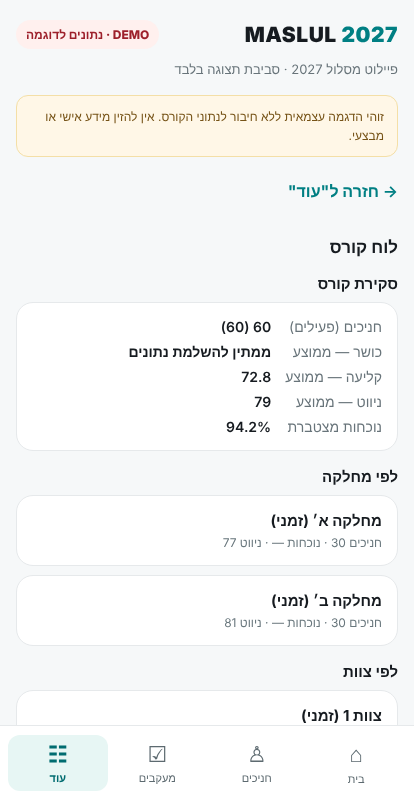 MASLUL 2027
DEMO · נתונים לדוגמה
פיילוט מסלול 2027 · סביבת תצוגה בלבד
זוהי הדגמה עצמאית ללא חיבור לנתוני הקורס. אין להזין מידע אישי או
מבצעי.
→ חזרה ל"עוד"
לוח קורס
סקירת קורס
חניכים (פעילים) 60 (60)
כושר — ממוצע ממתין להשלמת נתונים
קליעה — ממוצע 72.8
ניווט — ממוצע 79
נוכחות מצטברת 94.2%
לפי מחלקה
מחלקה א׳ (זמני)
חניכים 30 · נוכחות — · ניווט 77
מחלקה ב׳ (זמני)
חניכים 30 · נוכחות — · ניווט 81
לפי צוות
צוות 1 (זמני)
בית
חניכים
מעקבים
עוד